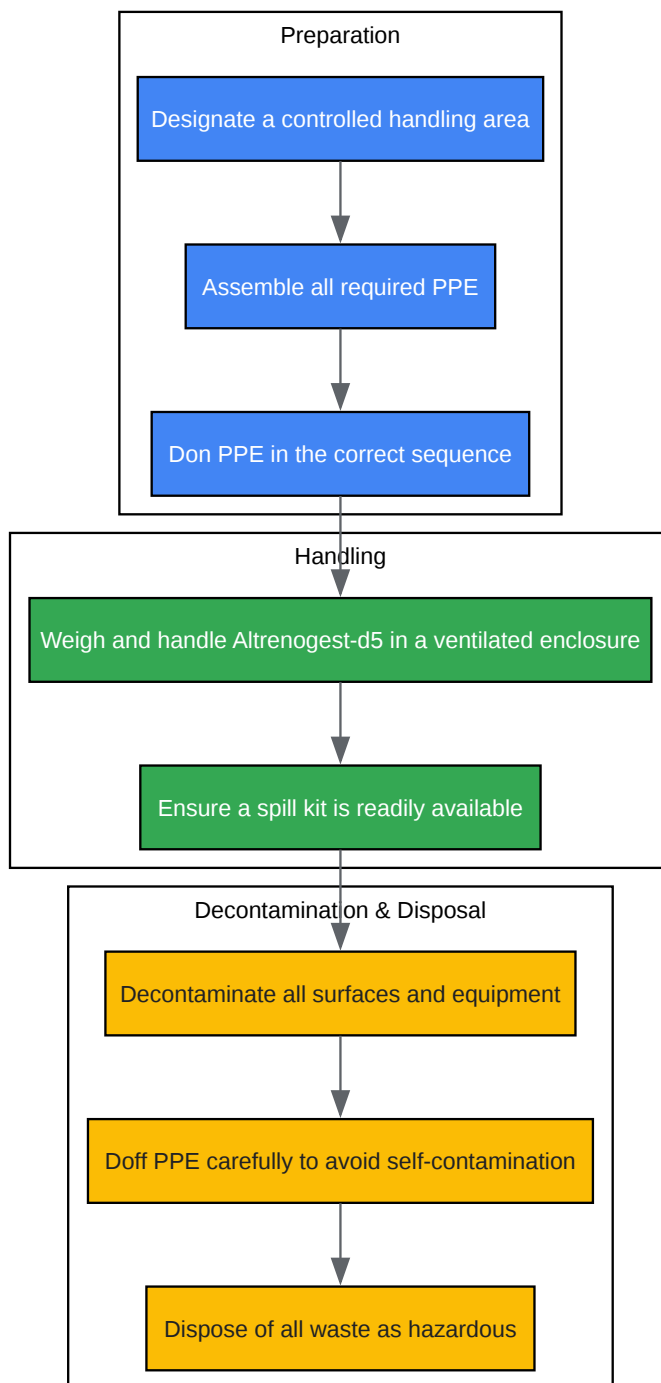 Preparation
Designate a controlled handling area
Assemble all required PPE
Don PPE in the correct sequence
Handling
Weigh and handle Altrenogest-d5 in a ventilated enclosure
Ensure a spill kit is readily available
Decontamination & Disposal
Decontaminate all surfaces and equipment
Doff PPE carefully to avoid self-contamination
Dispose of all waste as hazardous